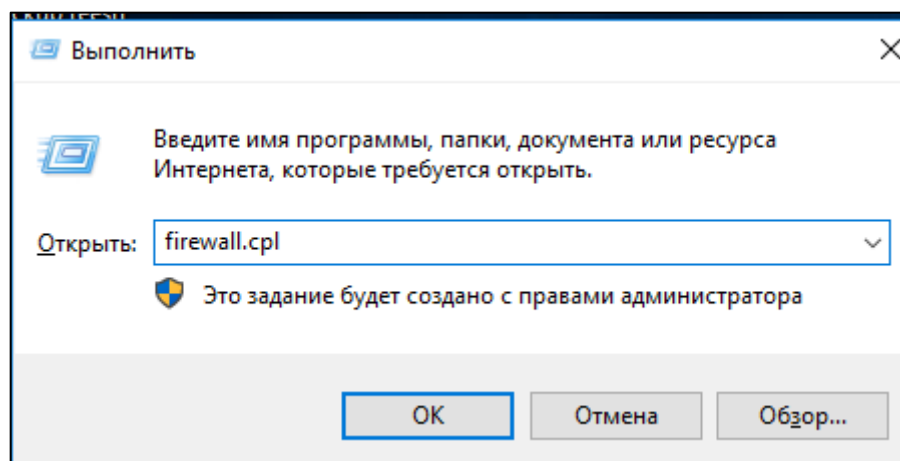 Выполнить
Введите имя программы, папки, документа или ресурса
Интернета, которые требуется открыть.
Открыть: firewall.cpl
Это задание будет создано с правами администратора
ОК Отмена Обзор...